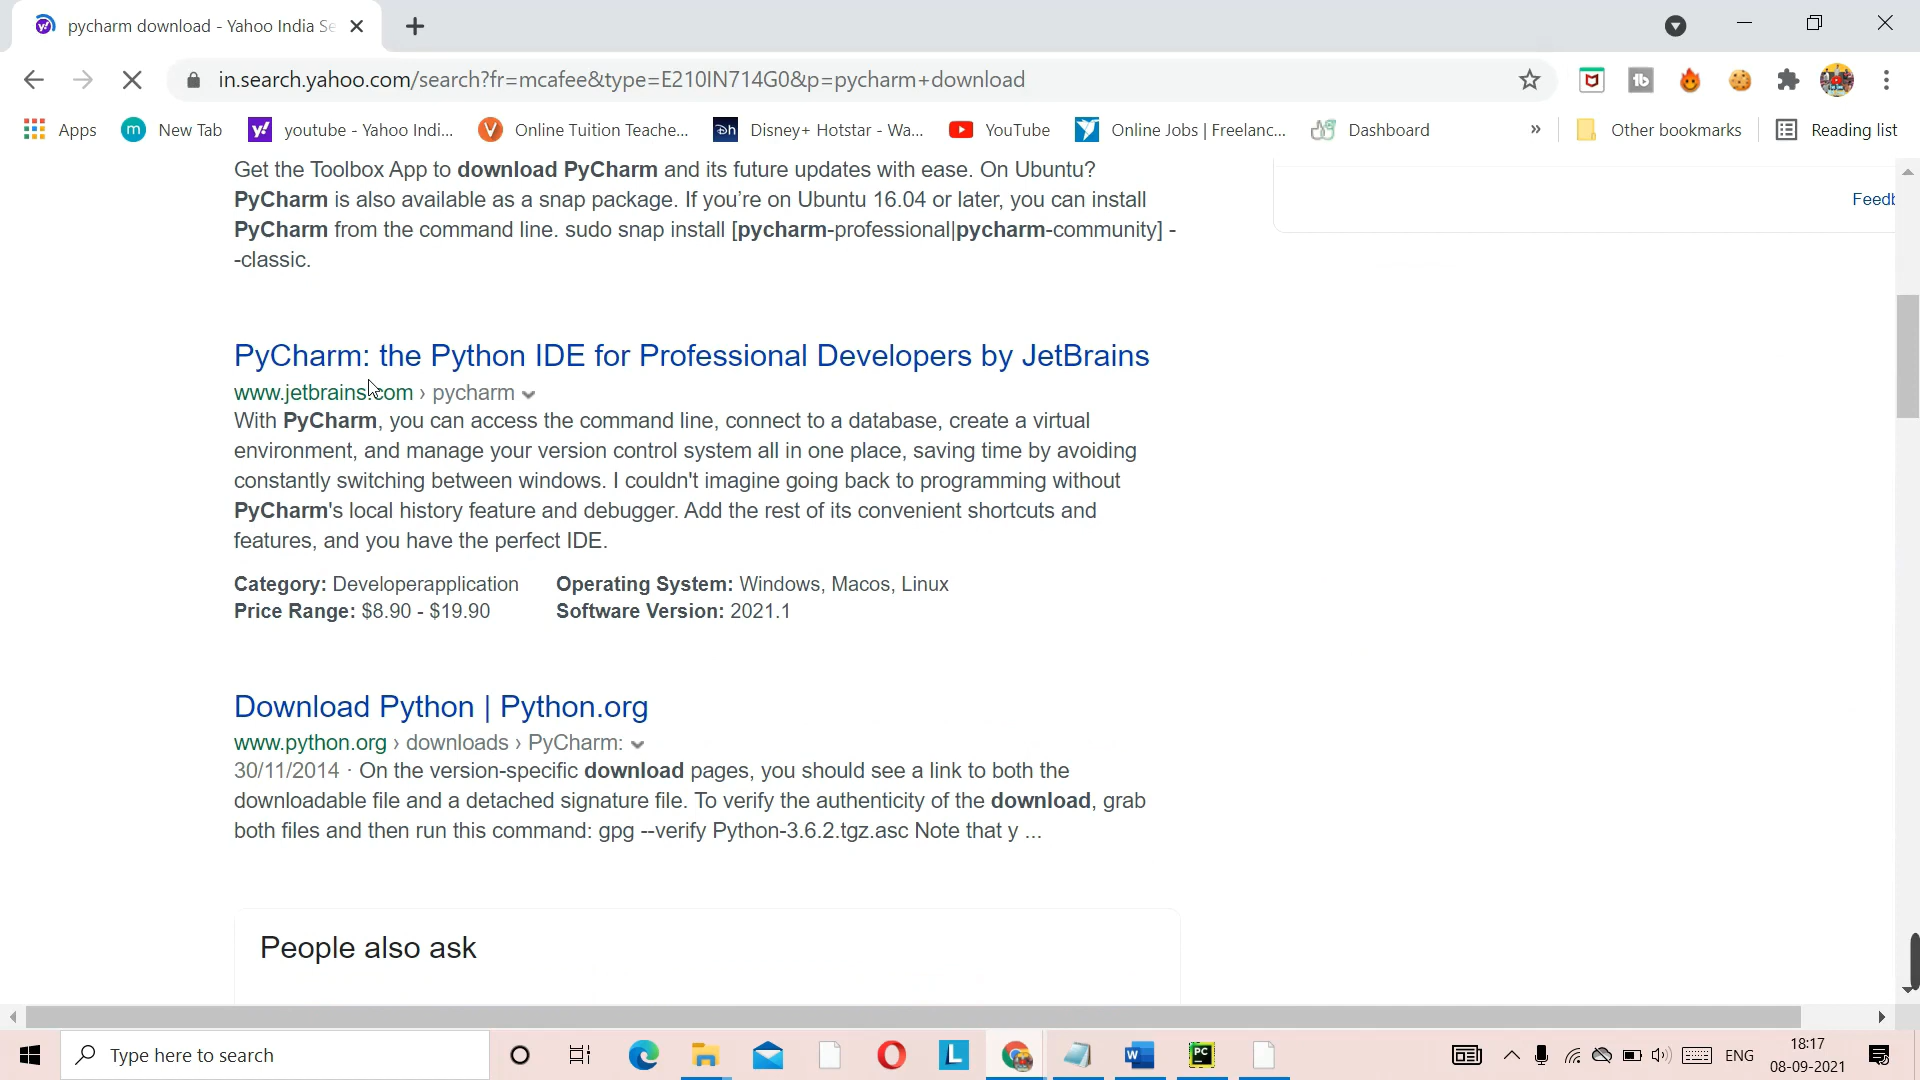 pycharm download - Yahoo India Se
in.search.yahoo.com/search?fr=mcafee&type=E210IN714G0&p=pycharm+download
Apps
New Tab
youtube - Yahoo Indi...
Online Tuition Teache...
Disney+ Hotstar - Wa...
YouTube
Online Jobs | Freelanc...
Dashboard
»
Other bookmarks
Reading list
Get the Toolbox App to download PyCharm and its future updates with ease. On Ubuntu?
PyCharm is also available as a snap package. If you’re on Ubuntu 16.04 or later, you can install
PyCharm from the command line. sudo snap install [pycharm-professional|pycharm-community] -
-classic.
Feedb
PyCharm: the Python IDE for Professional Developers by JetBrains
www.jetbrains.com › pycharm
With PyCharm, you can access the command line, connect to a database, create a virtual
environment, and manage your version control system all in one place, saving time by avoiding
constantly switching between windows. I couldn't imagine going back to programming without
PyCharm's local history feature and debugger. Add the rest of its convenient shortcuts and
features, and you have the perfect IDE.
Category: Developerapplication Operating System: Windows, Macos, Linux
Price Range: $8.90 - $19.90 Software Version: 2021.1
Download Python | Python.org
www.python.org › downloads › PyCharm:
30/11/2014 · On the version-specific download pages, you should see a link to both the
downloadable file and a detached signature file. To verify the authenticity of the download, grab
both files and then run this command: gpg --verify Python-3.6.2.tgz.asc Note that y ...
People also ask
Type here to search
ENG
18:17
08-09-2021